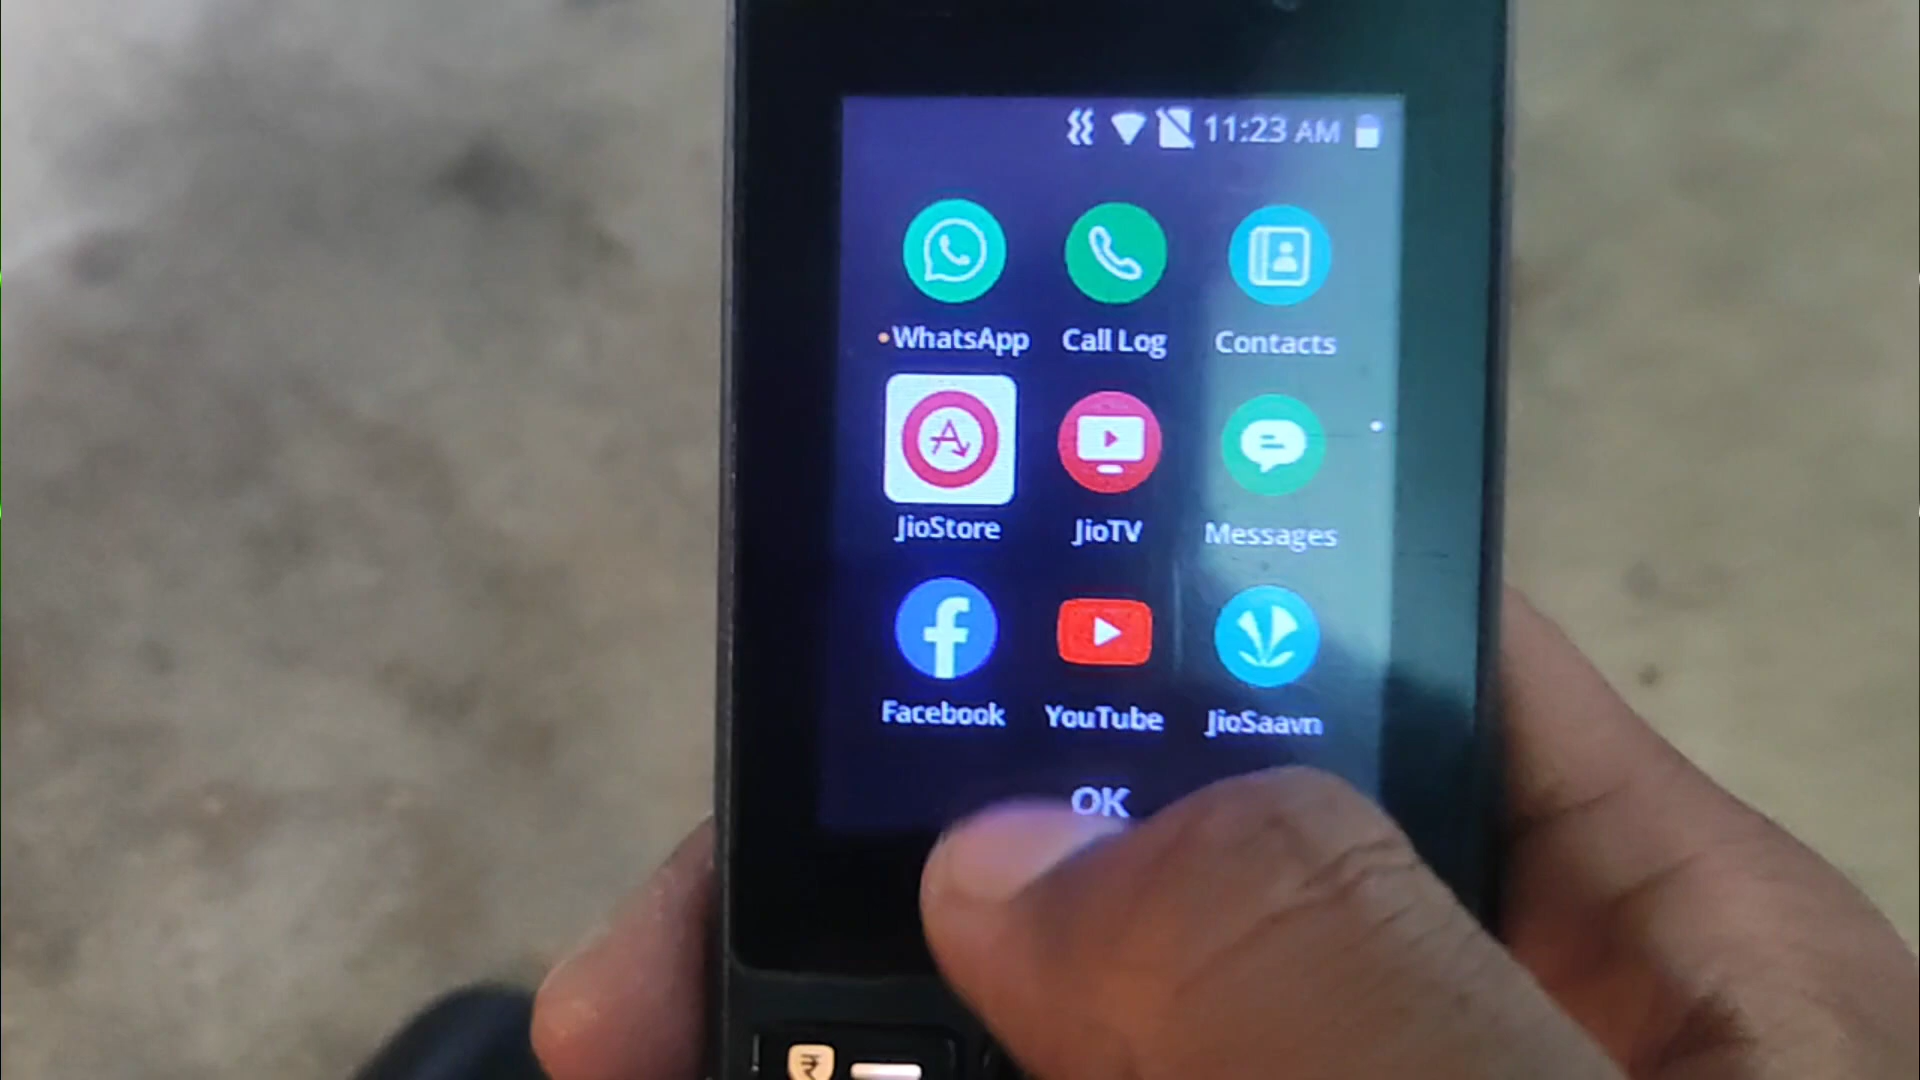 11:23 AM
WhatsApp Call Log Contacts
JioStore JioTV Messages
Facebook YouTube JioSaavn
OK
₹